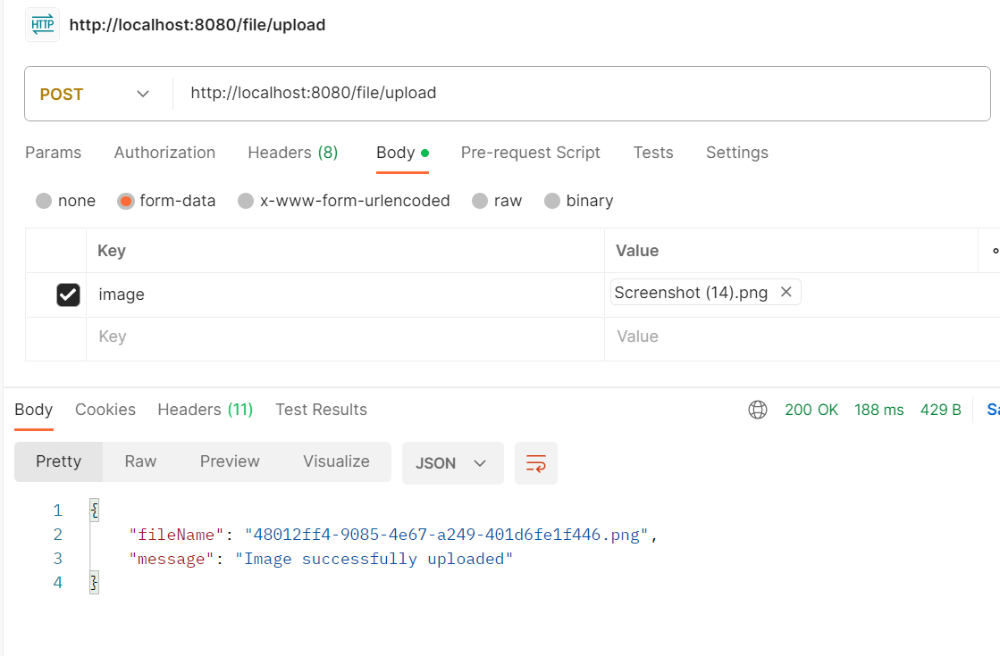 HTTP http://localhost:8080/file/upload
POST http://localhost:8080/file/upload
Params Authorization Headers (8) Body Pre-request Script Tests Settings
none form-data x-www-form-urlencoded raw binary
Key Value
image Screenshot (14).png
Key Value
Body Cookies Headers (11) Test Results 200 OK 188 ms 429 B
Pretty Raw Preview Visualize JSON
1 {
2 "fileName": "48012ff4-9085-4e67-a249-401d6fe1f446.png",
3 "message": "Image successfully uploaded"
4 }